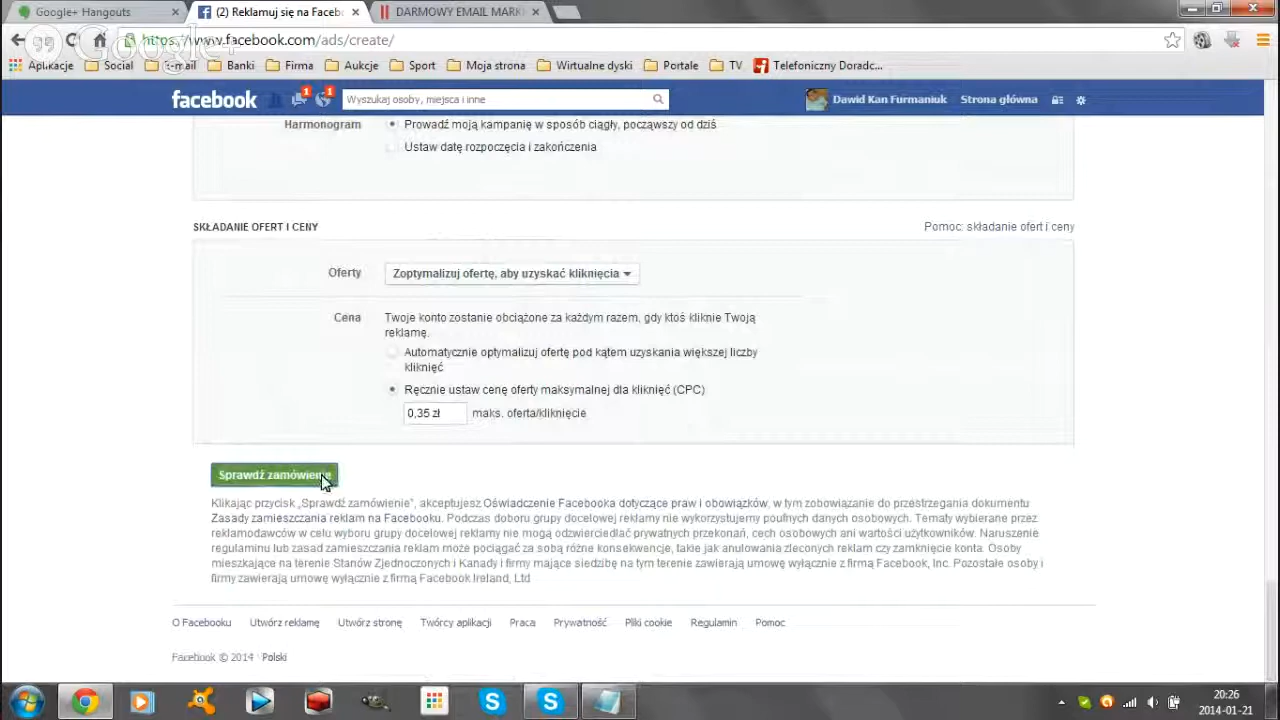 Google+ Hangouts
(2) Reklamuj się na Facebo
DARMOWY EMAIL MARK
Google+
https://www.facebook.com/ads/create/
Aplikacje
Social
E-mail
Banki
Firma
Aukcje
Sport
Moja strona
Wirtualne dyski
Portale
TV
Telefoniczny Doradc...
facebook
1
1
Wyszukaj osoby, miejsca i inne
Dawid Kan Furmaniuk
Strona główna
Harmonogram
Prowadź moją kampanię w sposób ciągły, począwszy od dziś
Ustaw datę rozpoczęcia i zakończenia
SKŁADANIE OFERT I CENY
Pomoc: składanie ofert i ceny
Oferty
Zoptymalizuj ofertę, aby uzyskać kliknięcia
Cena
Twoje konto zostanie obciążone za każdym razem, gdy ktoś kliknie Twoją
reklamę.
Automatycznie optymalizuj ofertę pod kątem uzyskania większej liczby
kliknięć
Ręcznie ustaw cenę oferty maksymalnej dla kliknięć (CPC)
0,35 zł
maks. oferta/kliknięcie
Sprawdź zamówienie
Klikając przycisk „Sprawdź zamówienie”, akceptujesz Oświadczenie Facebooka dotyczące praw i obowiązków, w tym zobowiązanie do przestrzegania dokumentu
Zasady zamieszczania reklam na Facebooku. Podczas doboru grupy docelowej reklamy nie wykorzystujemy poufnych danych osobowych. Tematy wybierane przez
reklamodawców w celu wyboru grupy docelowej reklamy nie mogą odzwierciedlać prywatnych przekonań, cech osobowych ani wartości użytkowników. Naruszenie
regulaminu lub zasad zamieszczania reklam może pociągać za sobą różne konsekwencje, takie jak anulowania zleconych reklam czy zamknięcie konta. Osoby
mieszkające na terenie Stanów Zjednoczonych i Kanady i firmy mające siedzibę na tym terenie zawierają umowę wyłącznie z firmą Facebook, Inc. Pozostałe osoby i
firmy zawierają umowę wyłącznie z firmą Facebook Ireland, Ltd
O Facebooku
Utwórz reklamę
Utwórz stronę
Twórcy aplikacji
Praca
Prywatność
Pliki cookie
Regulamin
Pomoc
Facebook © 2014 · Polski
20:26
2014-01-21